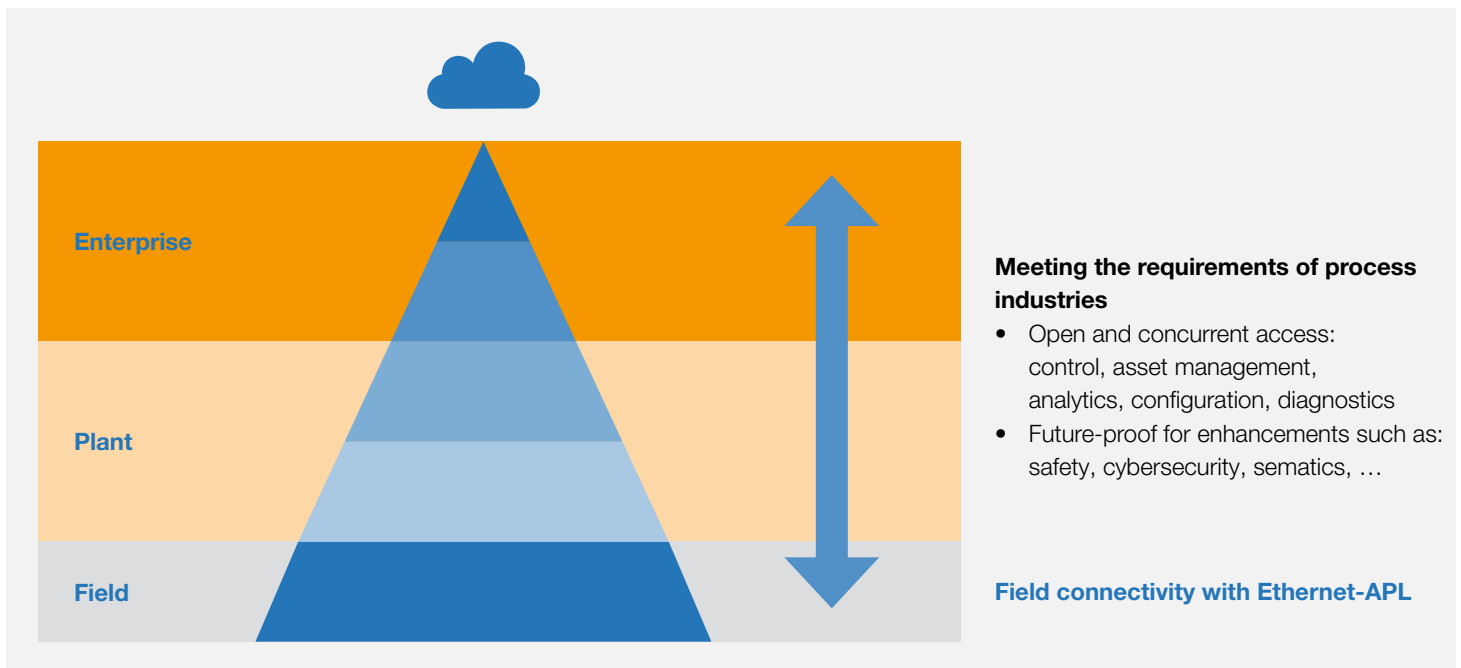 Enterprise
Plant
Field
Meeting the requirements of process
industries
• Open and concurrent access:
control, asset management,
analytics, configuration, diagnostics
• Future-proof for enhancements such as:
safety, cybersecurity, sematics, …
Field connectivity with Ethernet-APL